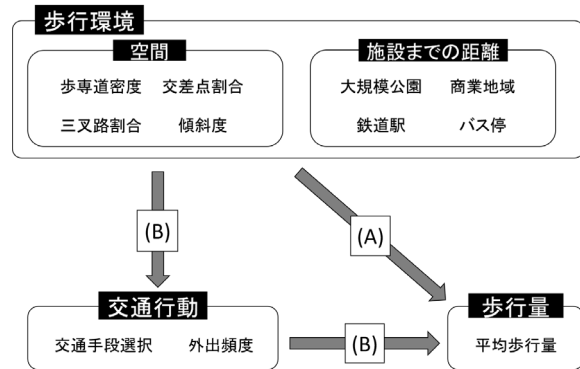 歩行環境
空間
施設までの距離
歩専道密度 交差点割合
大規模公園 商業地域
三叉路割合 傾斜度
鉄道駅 バス停
(B)
(A)
交通行動
歩行量
交通手段選択 外出頻度
(B)
平均歩行量